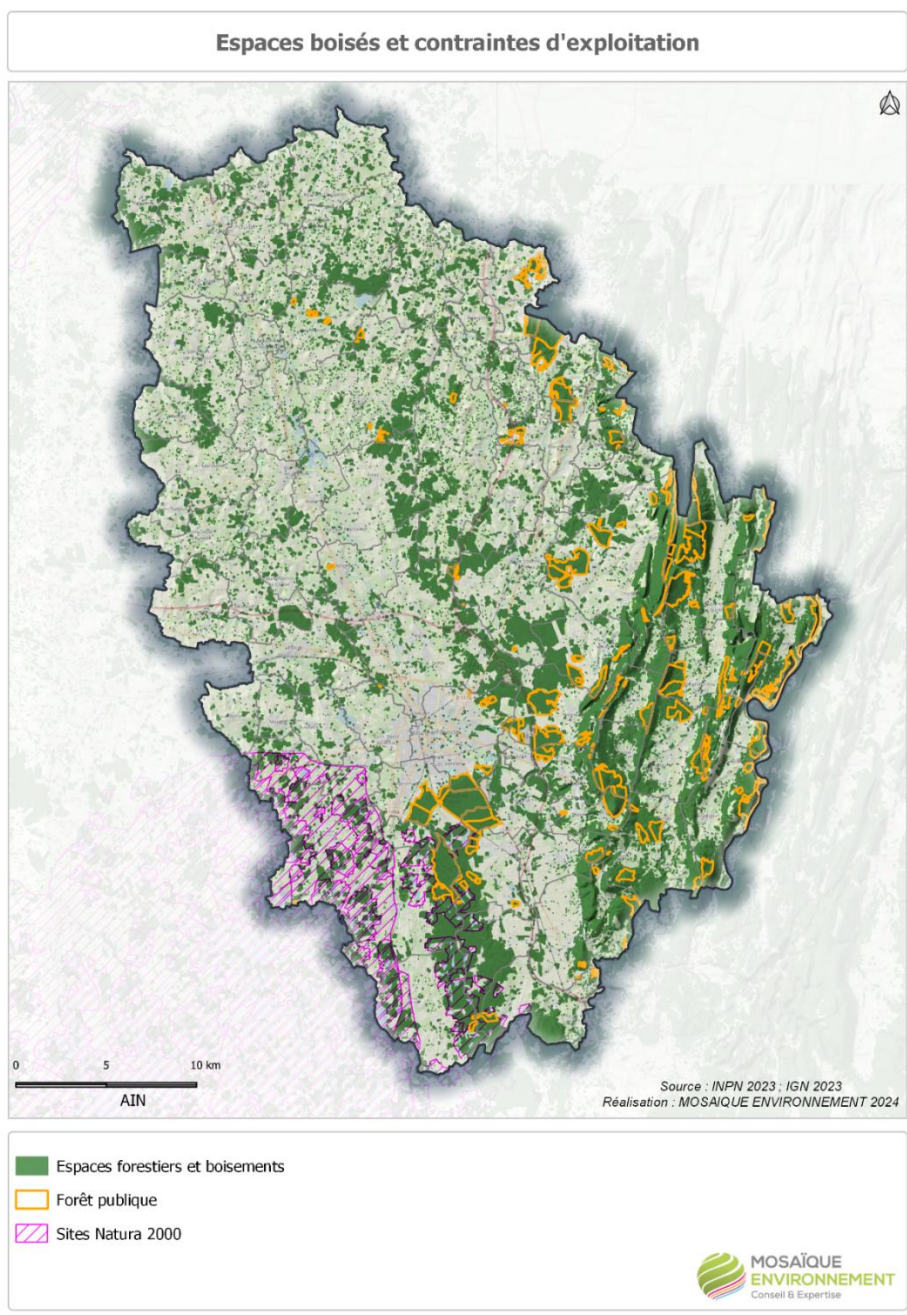 Espaces boisés et contraintes d'exploitation
0 5 10 km
AIN
Source : INPN 2023 ; IGN 2023
Réalisation : MOSAIQUE ENVIRONNEMENT 2024
Espaces forestiers et boisements
Forêt publique
Sites Natura 2000
MOSAÏQUE
ENVIRONNEMENT
Conseil & Expertise